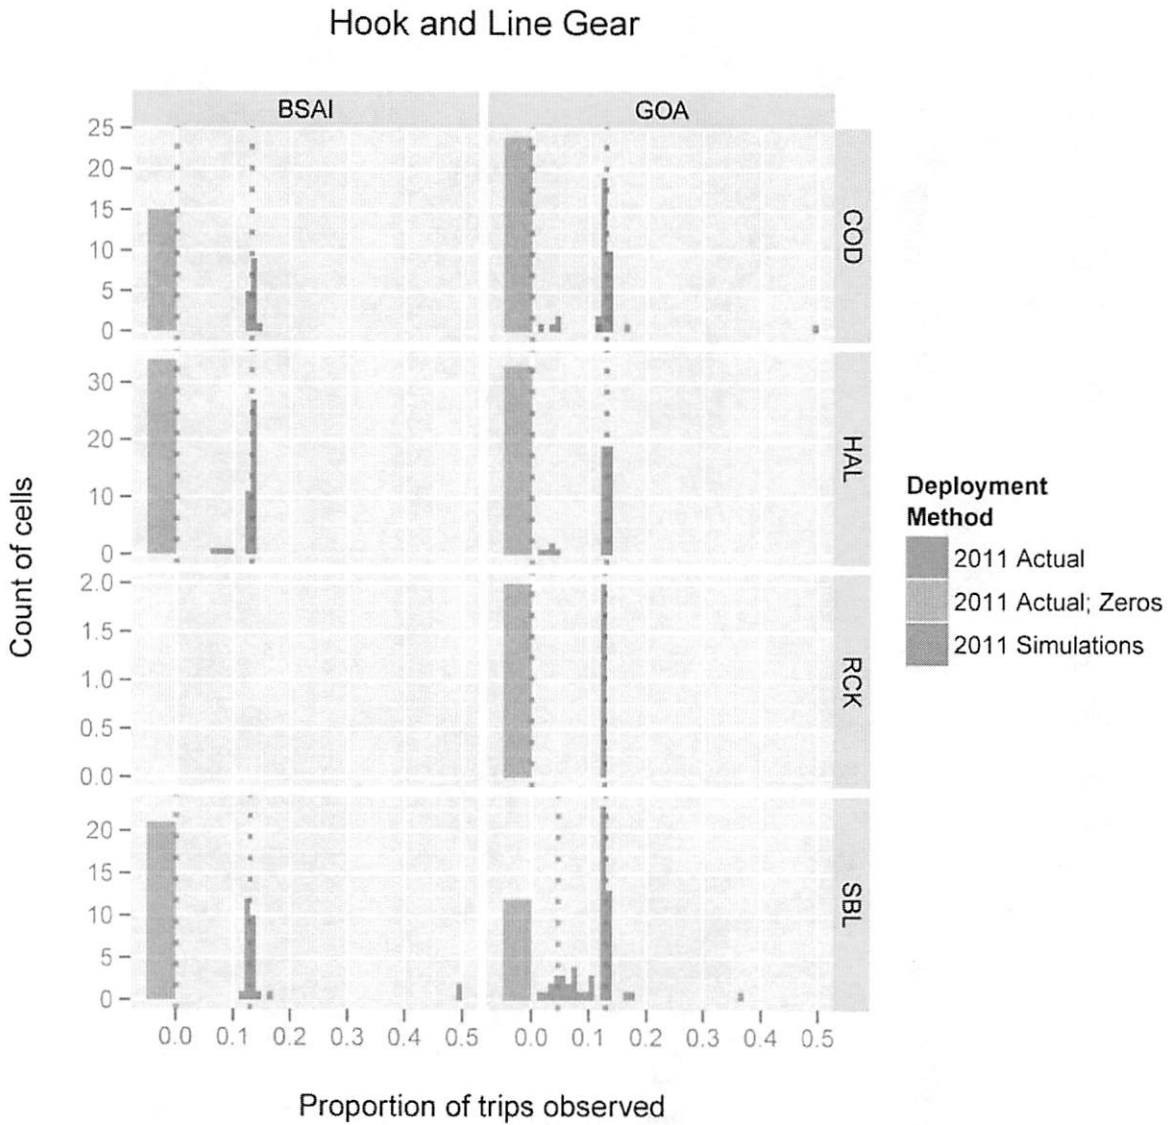 Hook and Line Gear
BSAI
GOA
25
20
15
10
5
0
COD
30
20
10
0
HAL
2.0
1.5
1.0
0.5
0.0
RCK
20
15
10
5
0
SBL
0.0 0.1 0.2 0.3 0.4 0.5
0.0 0.1 0.2 0.3 0.4 0.5
Count of cells
Proportion of trips observed
Deployment
Method
2011 Actual
2011 Actual; Zeros
2011 Simulations